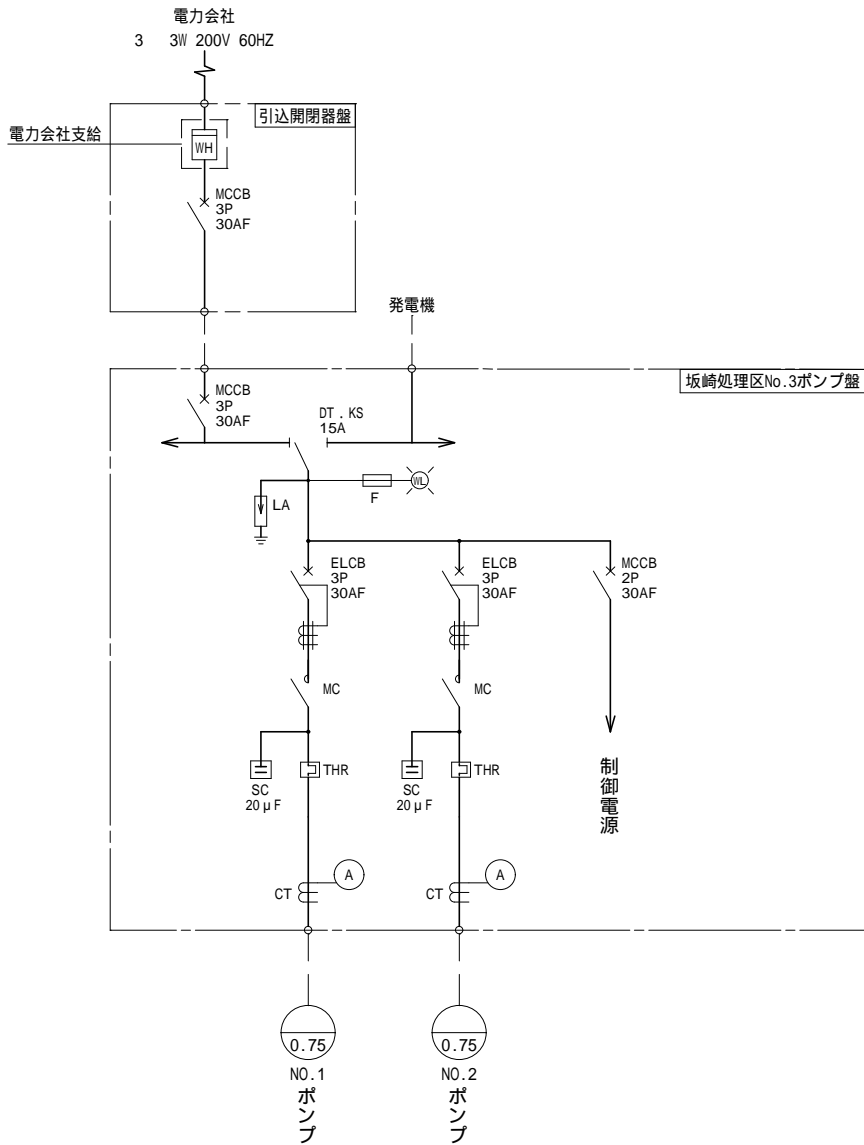 電力会社
3 3W 200V 60HZ
引込開閉器盤
電力会社支給
WH
MCCB
3P
30AF
発電機
坂崎処理区No.3ポンプ盤
MCCB
3P
30AF
DT.KS
15A
LA
F
WL
ELCB
3P
30AF
ELCB
3P
30AF
MCCB
2P
30AF
MC
MC
THR
THR
SC
20μF
SC
20μF
制御電源
A
A
CT
CT
0.75
0.75
NO.1
ポンプ
NO.2
ポンプ